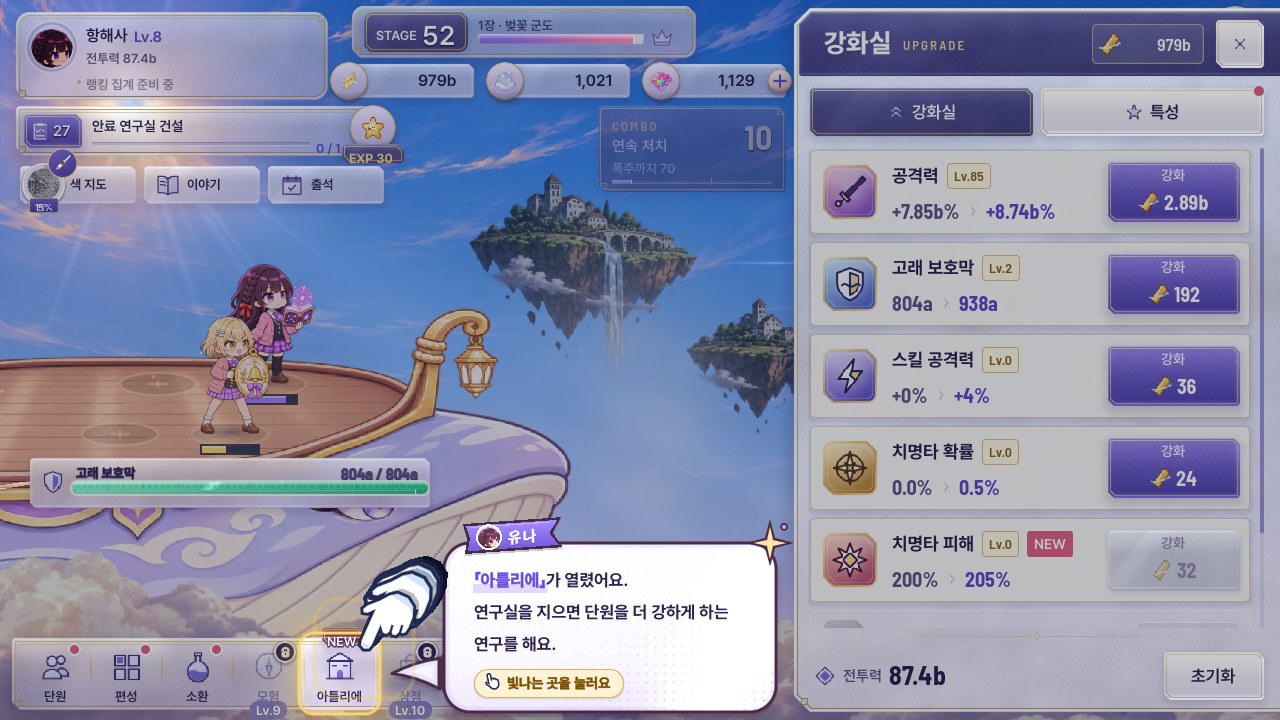 항해사 Lv.8
전투력 87.4b
랭킹 집계 준비 중
STAGE 52
1장 · 벚꽃 군도
979b
1,021
1,129
27
안료 연구실 건설
0 / 1
EXP 30
색 지도
15%
이야기
출석
COMBO
연속 처치
10
폭주까지 70
고래 보호막
804a / 804a
유나
『아틀리에』가 열렸어요.
연구실을 지으면 단원을 더 강하게 하는
연구를 해요.
빛나는 곳을 눌러요
단원
편성
소환
모험
Lv.9
NEW
아틀리에
상점
Lv.10
강화실 UPGRADE
979b
강화실
특성
공격력 Lv.85
+7.85b% +8.74b%
강화
2.89b
고래 보호막 Lv.2
804a 938a
강화
192
스킬 공격력 Lv.0
+0% +4%
강화
36
치명타 확률 Lv.0
0.0% 0.5%
강화
24
치명타 피해 Lv.0 NEW
200% 205%
강화
32
전투력 87.4b
초기화